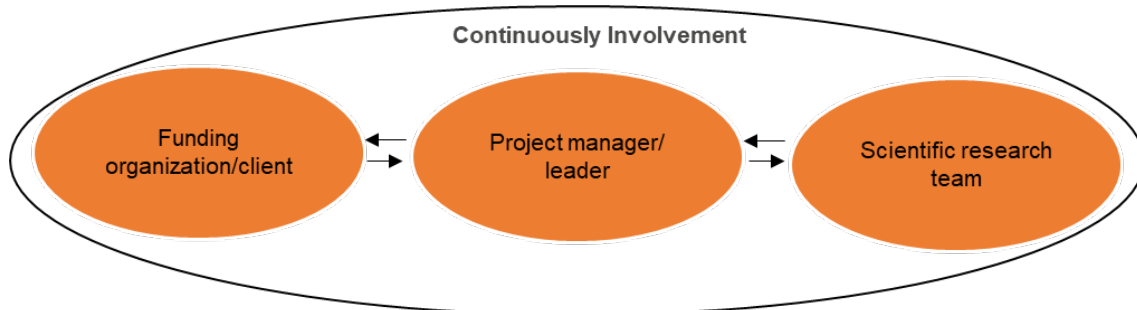 Continuously Involvement
Funding
organization/client
Project manager/
leader
Scientific research
team